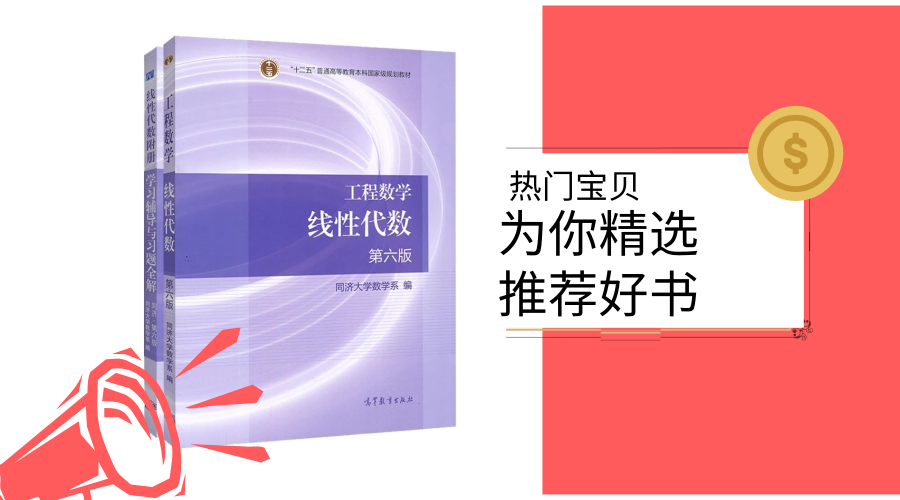 "十二五"普通高等教育本科国家级规划教材
工程数学
线性代数
第六版
同济大学数学系 编
高等教育出版社
工程数学 线性代数 第六版 同济大学数学系 编
线性代数附册 学习辅导与习题全解
热门宝贝
为你精选
推荐好书
$